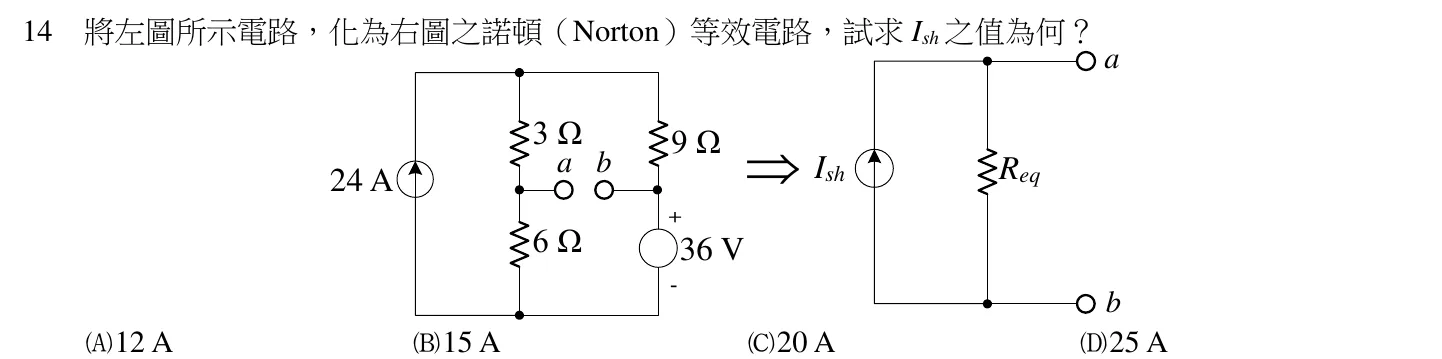 14 將左圖所示電路，化為右圖之諾頓（Norton）等效電路，試求 Ish 之值為何？
a
3 Ω
9 Ω
a b
24 A
Ish
Req
+
6 Ω
36 V
-
b
(A)12 A (B)15 A (C)20 A (D)25 A